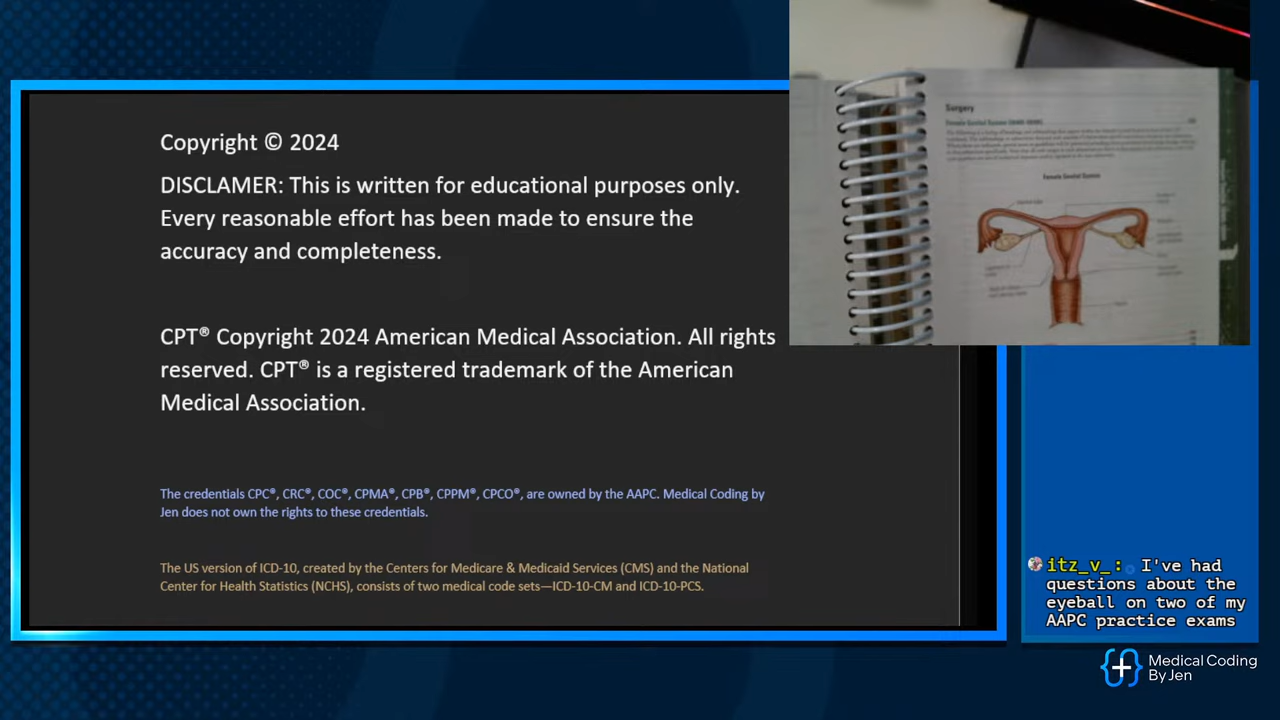 Copyright © 2024
DISCLAMER: This is written for educational purposes only.
Every reasonable effort has been made to ensure the
accuracy and completeness.
CPT® Copyright 2024 American Medical Association. All rights
reserved. CPT® is a registered trademark of the American
Medical Association.
The credentials CPC®, CRC®, COC®, CPMA®, CPB®, CPPM®, CPCO®, are owned by the AAPC. Medical Coding by
Jen does not own the rights to these credentials.
The US version of ICD-10, created by the Centers for Medicare & Medicaid Services (CMS) and the National
Center for Health Statistics (NCHS), consists of two medical code sets—ICD-10-CM and ICD-10-PCS.
Surgery
Female Genital System
itz_v_: I've had
questions about the
eyeball on two of my
AAPC practice exams
Medical Coding
By Jen